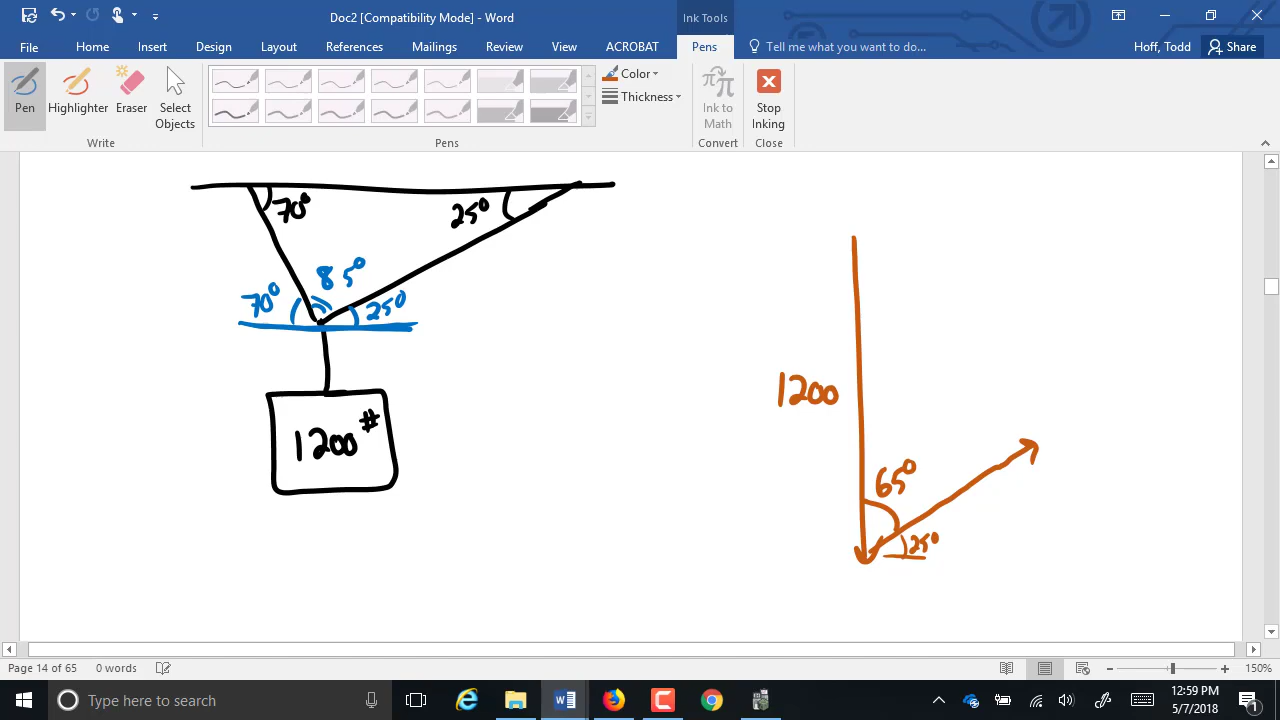 Doc2 [Compatibility Mode] - Word
Ink Tools
File
Home
Insert
Design
Layout
References
Mailings
Review
View
ACROBAT
Pens
Tell me what you want to do...
Hoff, Todd
Share
Pen
Highlighter
Eraser
Select
Objects
Color
Thickness
Ink to
Math
Stop
Inking
Write
Pens
Convert
Close
70°
25°
85°
70°
25°
1200#
1200
65°
25°
Page 14 of 65
0 words
150%
Type here to search
12:59 PM
5/7/2018
1